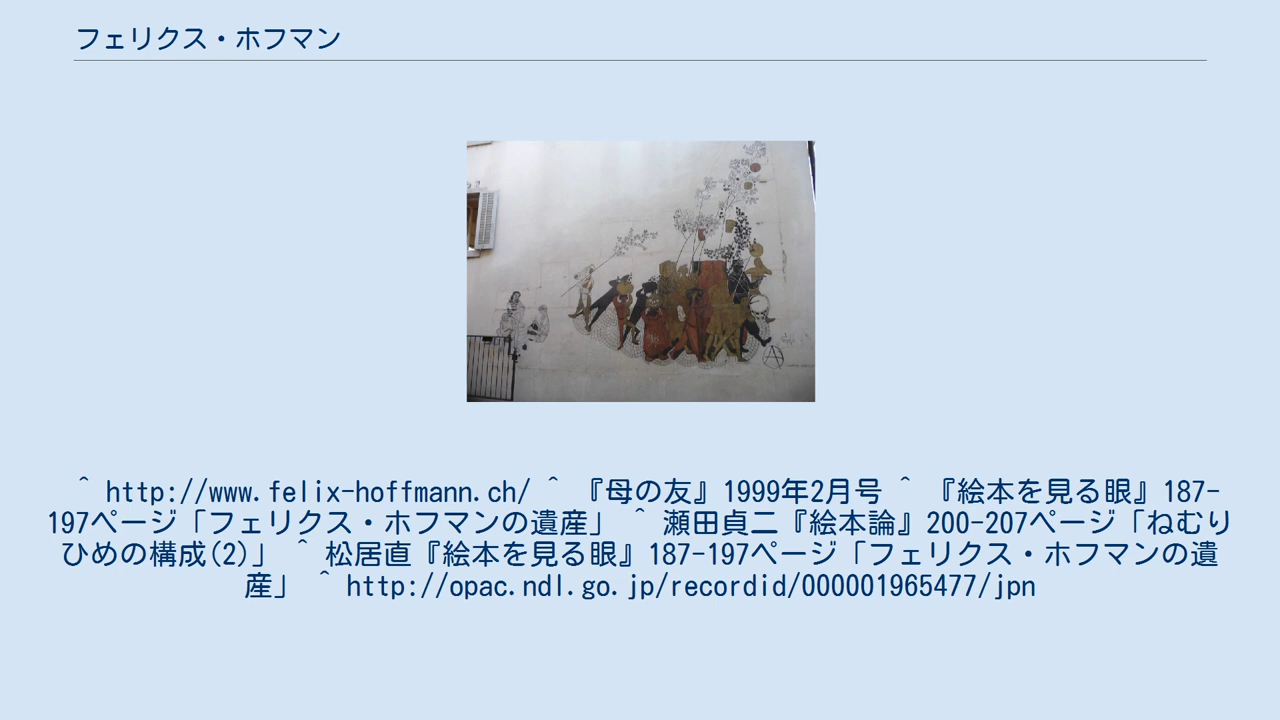 フェリクス・ホフマン
^ http://www.felix-hoffmann.ch/ ^ 『母の友』1999年2月号 ^ 『絵本を見る眼』187-
197ページ「フェリクス・ホフマンの遺産」 ^ 瀬田貞二『絵本論』200-207ページ「ねむり
ひめの構成(2)」 ^ 松居直『絵本を見る眼』187-197ページ「フェリクス・ホフマンの遺
産」 ^ http://opac.ndl.go.jp/recordid/000001965477/jpn